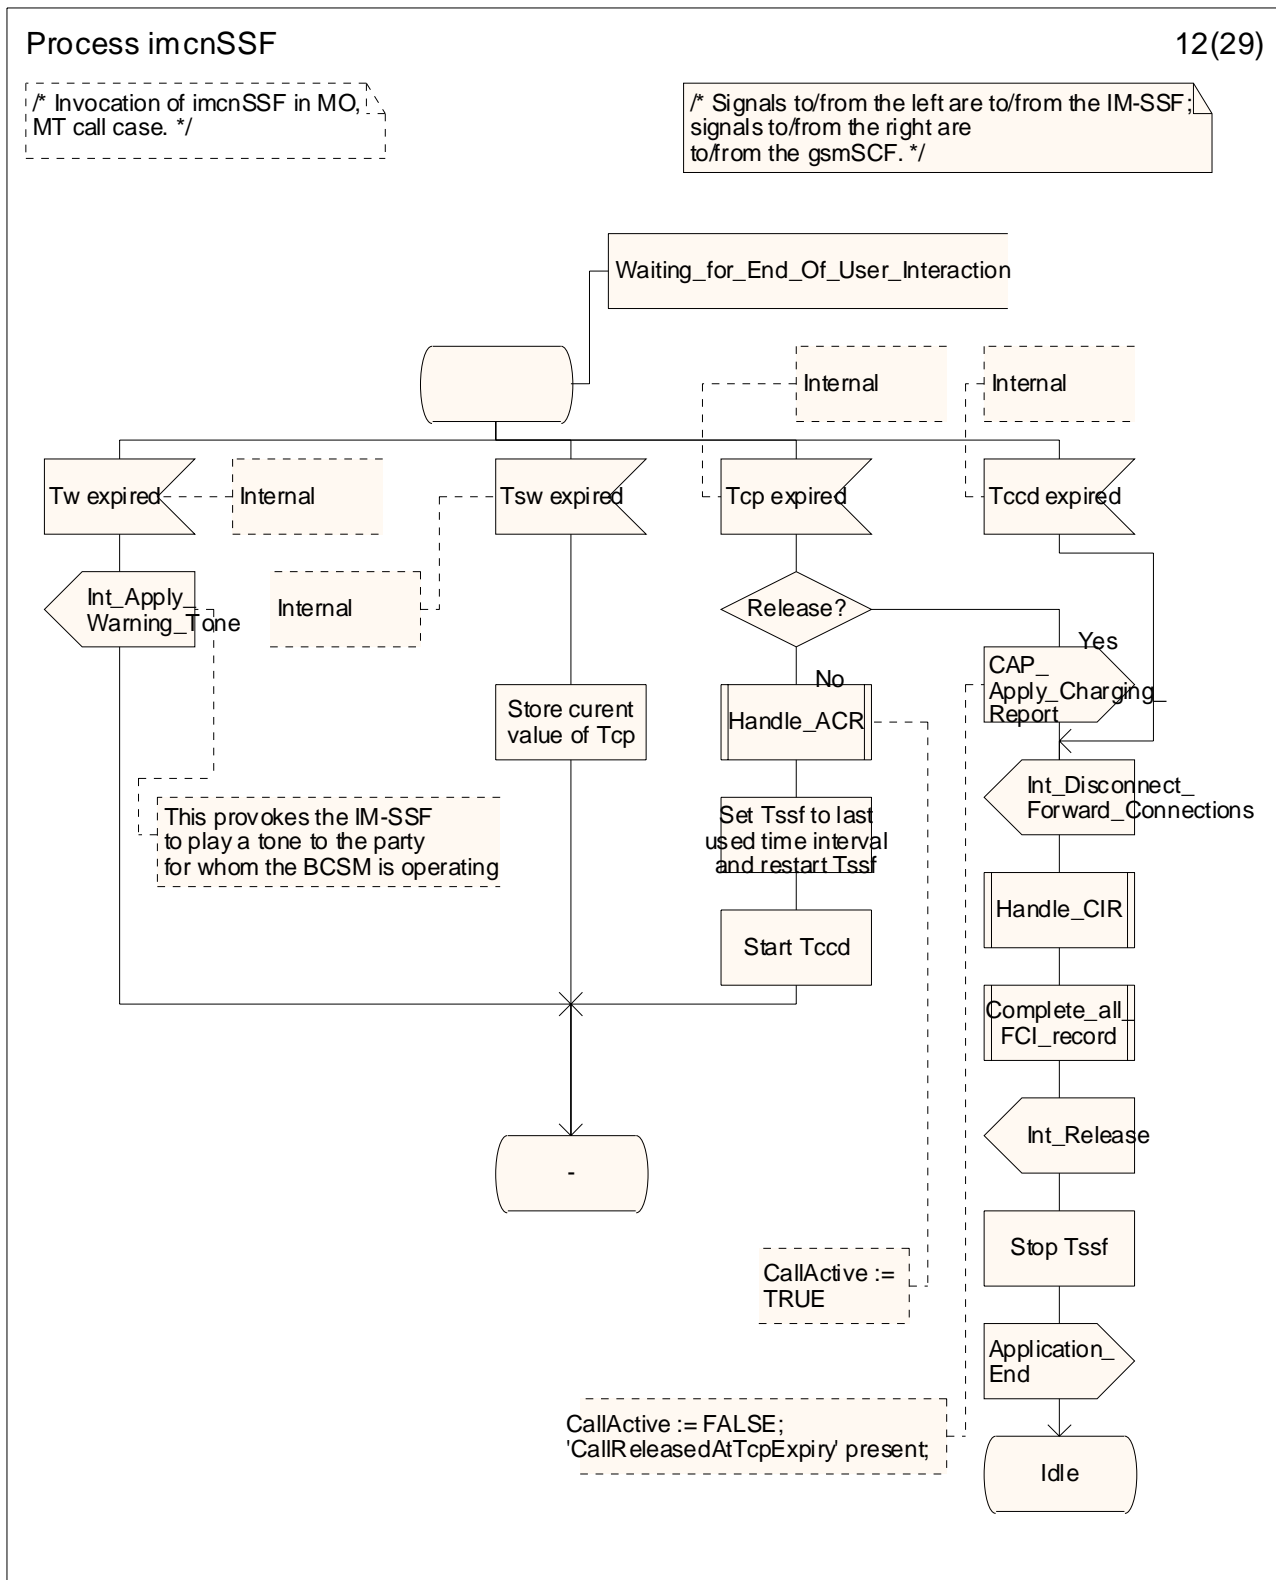 Process imcnSSF
12(29)
/* Invocation of imcnSSF in MO,
MT call case. */
/* Signals to/from the left are to/from the IM-SSF;
signals to/from the right are
to/from the gsmSCF. */
Waiting_for_End_Of_User_Interaction
Internal
Internal
Tw expired
Internal
Tsw expired
Tcp expired
Tccd expired
Int_Apply_
Warning_Tone
Internal
Release?
Yes
No
CAP_
Apply_Charging_
Report
Store curent
value of Tcp
Handle_ACR
Int_Disconnect_
Forward_Connections
This provokes the IM-SSF
to play a tone to the party
for whom the BCSM is operating
Set Tssf to last
used time interval
and restart Tssf
Handle_CIR
Start Tccd
Complete_all_
FCI_record
Int_Release
-
Stop Tssf
CallActive :=
TRUE
Application_
End
CallActive := FALSE;
'CallReleasedAtTcpExpiry' present;
Idle